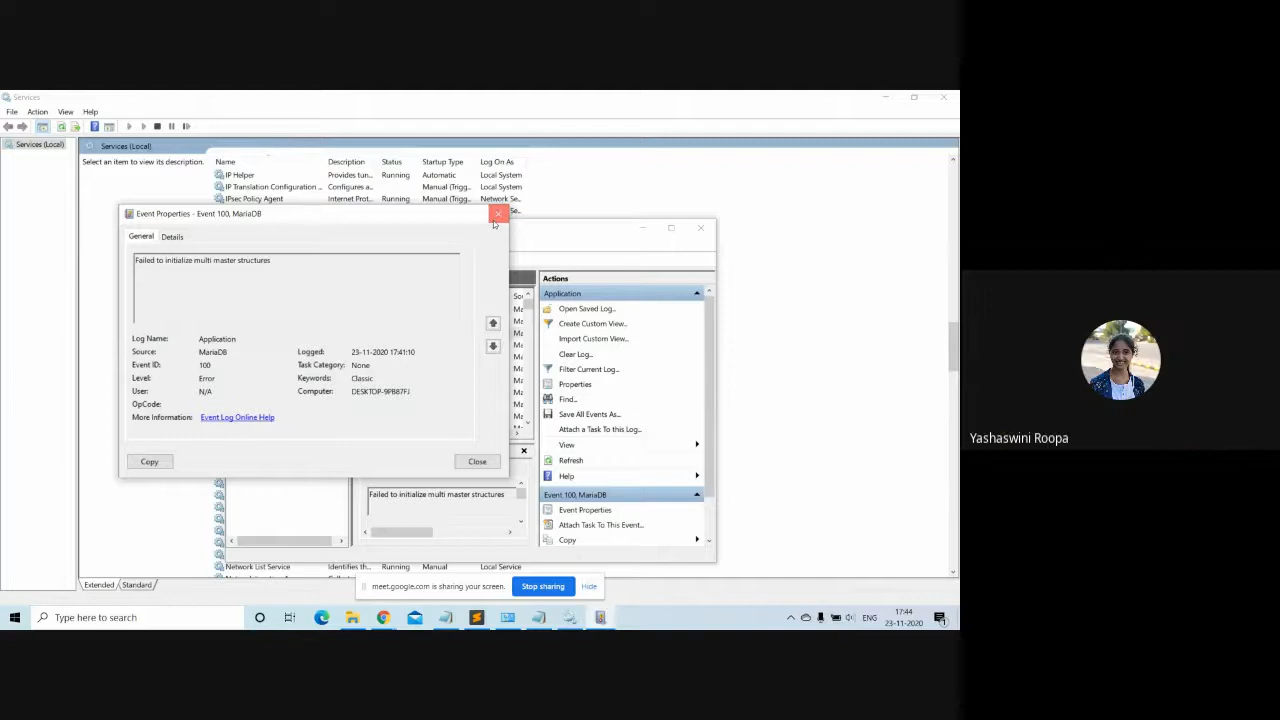 Services
File Action View Help
Services (Local)
Services (Local)
Select an item to view its description.
Name Description Status Startup Type Log On As
IP Helper Provides tun... Running Automatic Local System
IP Translation Configuration ... Configures a... Manual (Trigg... Local System
IPsec Policy Agent Internet Prot... Running Manual (Trigg... Network Se...
Event Properties - Event 100, MariaDB
General Details
Failed to initialize multi master structures
Log Name: Application
Source: MariaDB Logged: 23-11-2020 17:41:10
Event ID: 100 Task Category: None
Level: Error Keywords: Classic
User: N/A Computer: DESKTOP-9PB87FJ
OpCode:
More Information: Event Log Online Help
Copy Close
Actions
Application
Open Saved Log...
Create Custom View...
Import Custom View...
Clear Log...
Filter Current Log...
Properties
Find...
Save All Events As...
Attach a Task To this Log...
View
Refresh
Help
Event 100, MariaDB
Event Properties
Attach Task To This Event...
Copy
Failed to initialize multi master structures
Network List Service Identifies th... Running Manual Local Service
Extended Standard
meet.google.com is sharing your screen. Stop sharing Hide
Type here to search
ENG
17:44
23-11-2020
Yashaswini Roopa